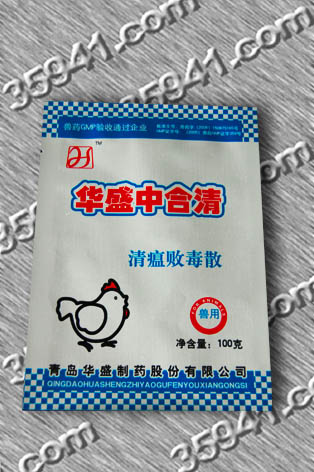 35941.com
兽药GMP验收通过企业
TM
华盛中合清
清瘟败毒散
FOR ANIMALS
兽用
净含量：100克
青岛华盛制药股份有限公司
QINGDAOHUASHENGZHIYAOGUFENYOUXIANGONGSI